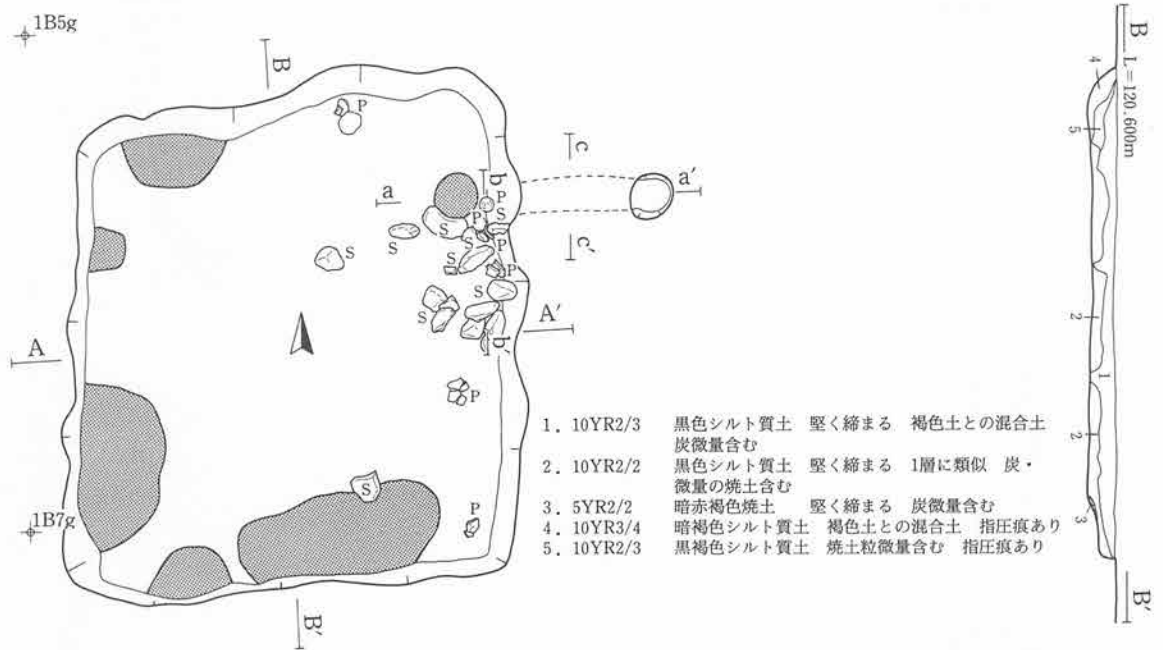 1B5g
B
B
L=120.600m
4
5
P
c
a
b
a′
P
S
P
S
S
S
P
c′
S
S
P
S
S
A
A′
b′
2
1
P
1. 10YR2/3 黒色シルト質土 堅く締まる 褐色土との混合土
炭微量含む
2. 10YR2/2 黒色シルト質土 堅く締まる 1層に類似 炭・
微量の焼土含む
3. 5YR2/2 暗赤褐色焼土 堅く締まる 炭微量含む
4. 10YR3/4 暗褐色シルト質土 褐色土との混合土 指圧痕あり
5. 10YR2/3 黒褐色シルト質土 焼土粒微量含む 指圧痕あり
2
3
S
P
1B7g
B′
B′